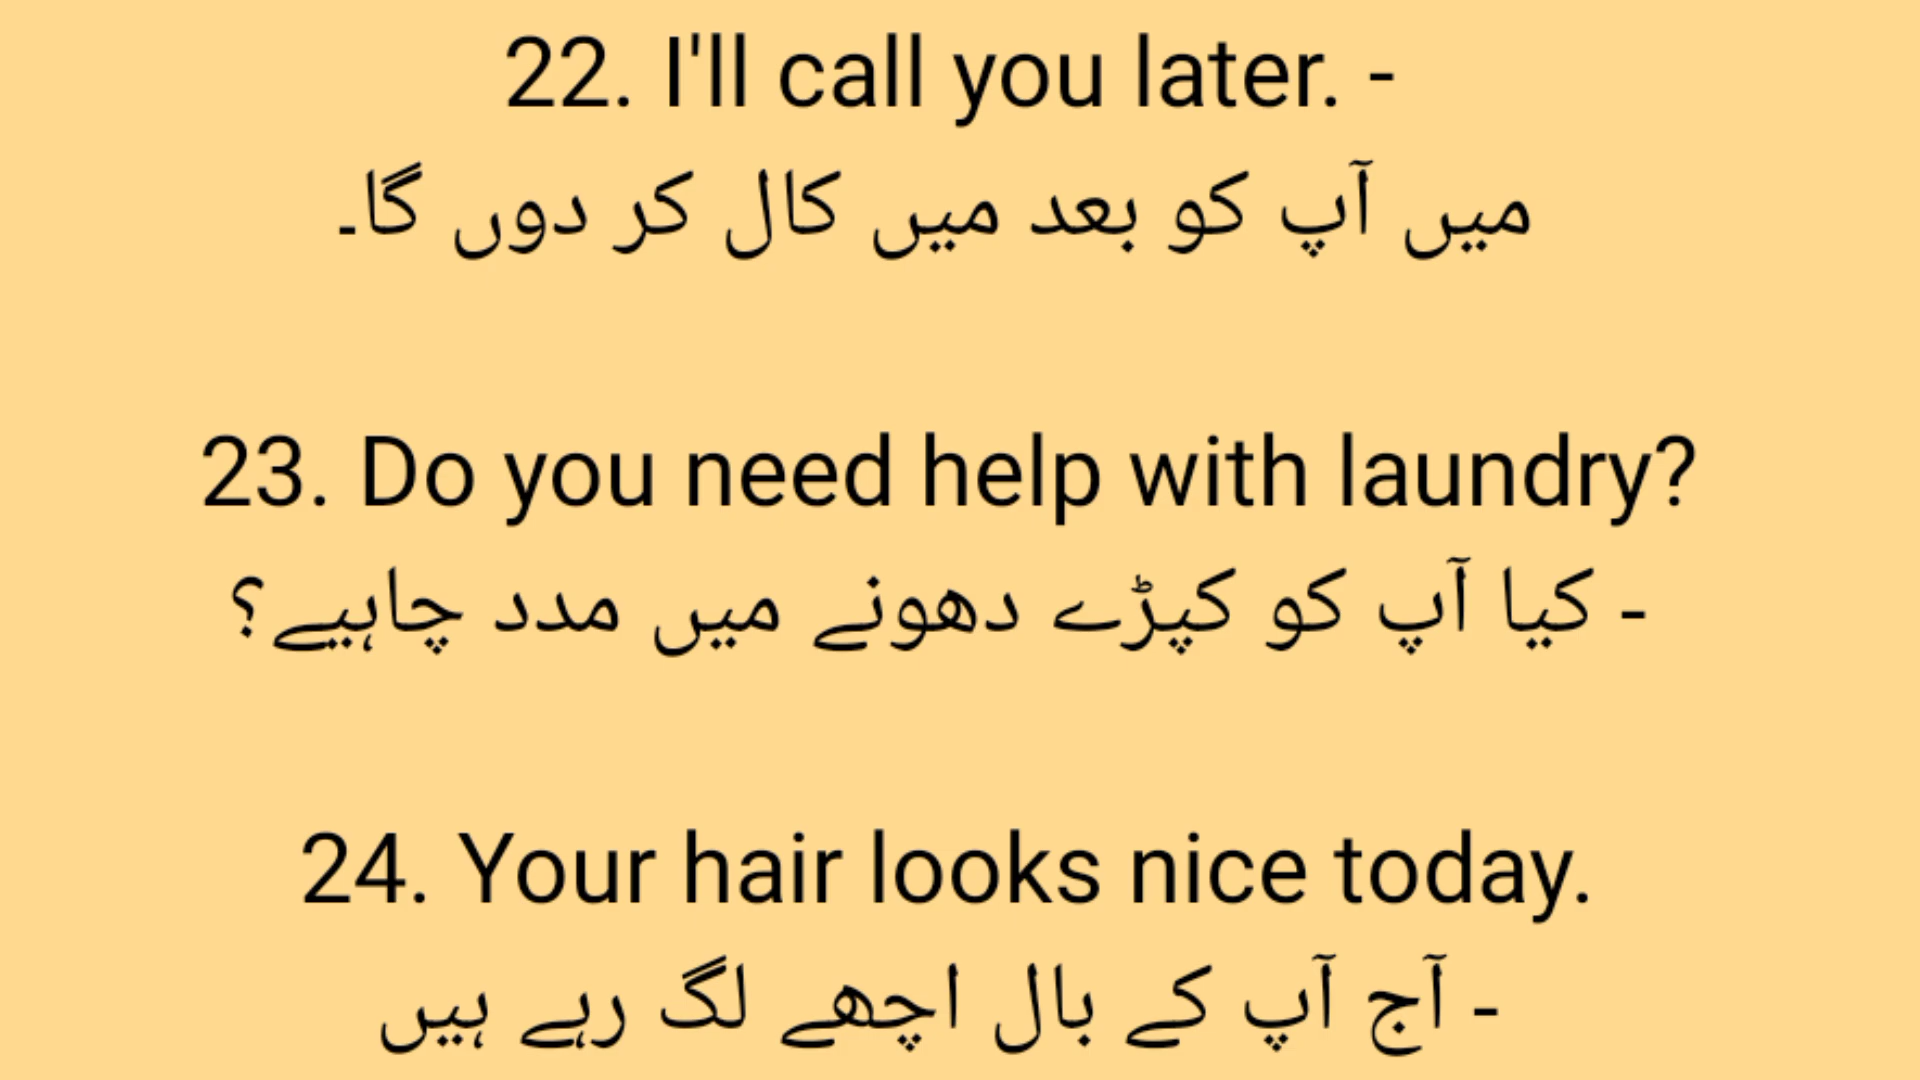 22. I'll call you later. -
میں آپ کو بعد میں کال کر دوں گا۔
23. Do you need help with laundry?
- کیا آپ کو کپڑے دھونے میں مدد چاہیے؟
24. Your hair looks nice today.
- آج آپ کے بال اچھے لگ رہے ہیں